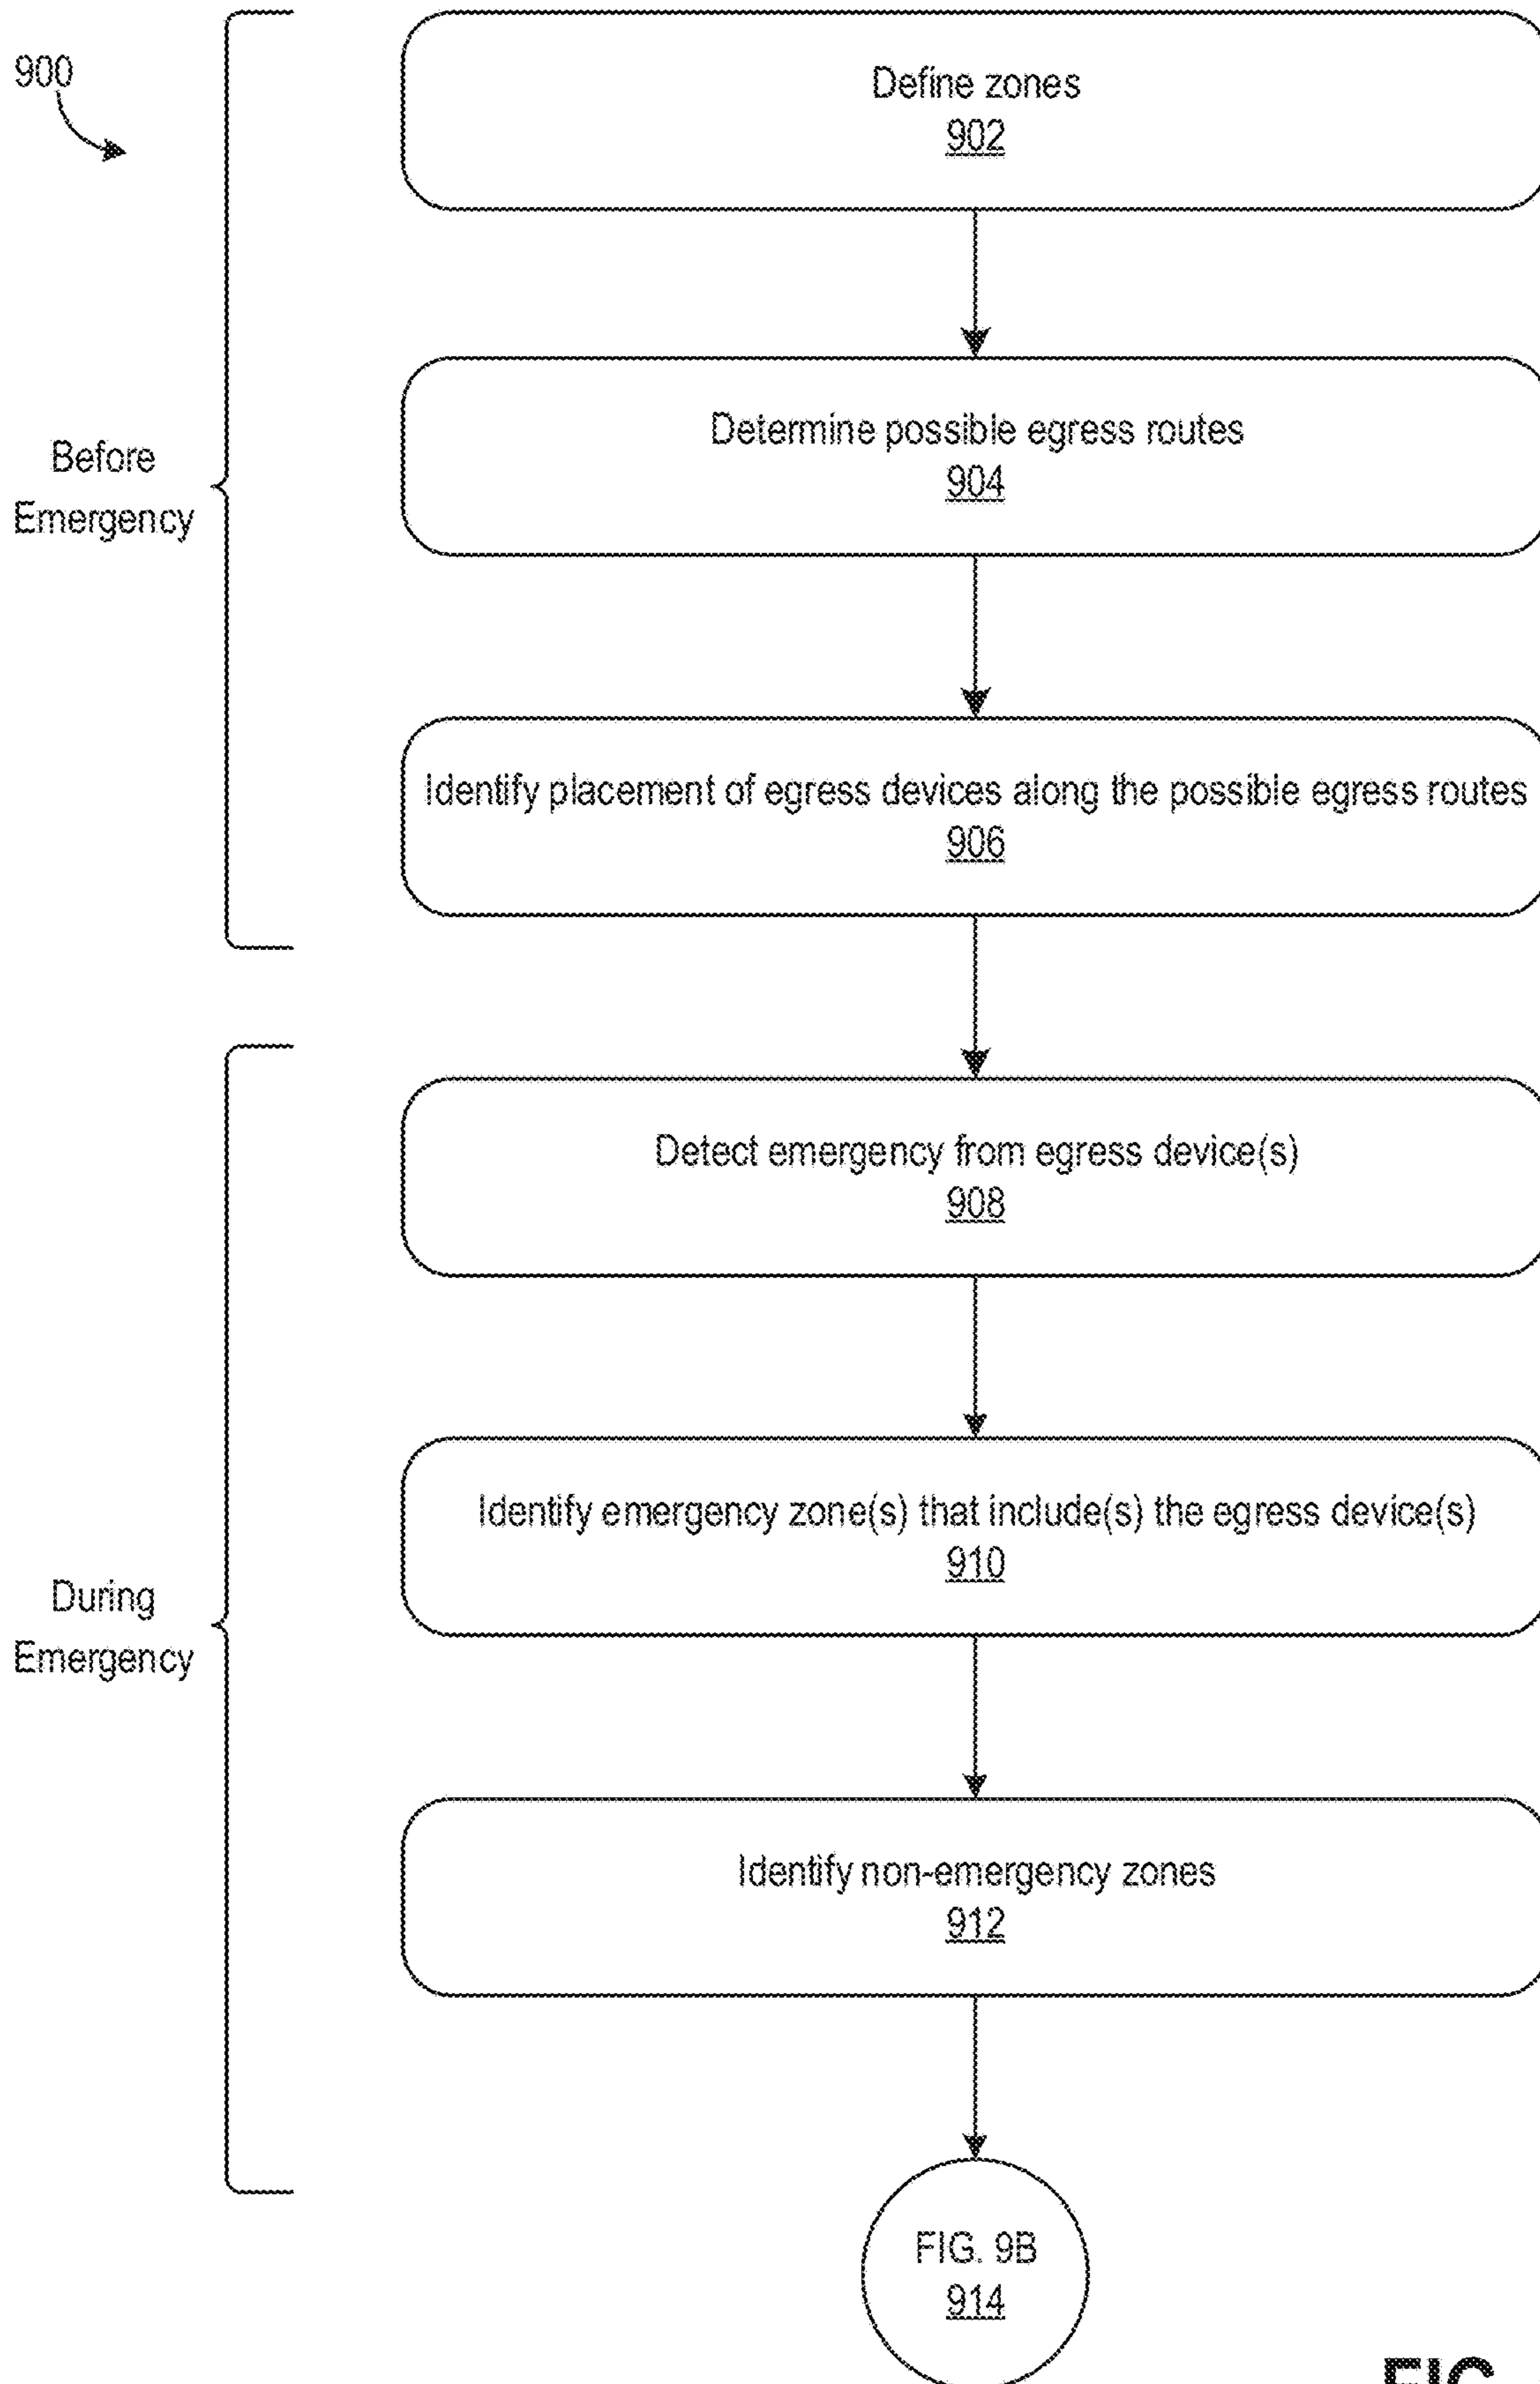 900
Define zones
902
Before
Emergency
Determine possible egress routes
904
Identify placement of egress devices along the possible egress routes
906
Detect emergency from egress device(s)
908
During
Emergency
Identify emergency zone(s) that include(s) the egress device(s)
910
Identify non-emergency zones
912
FIG. 9B
914
FIG